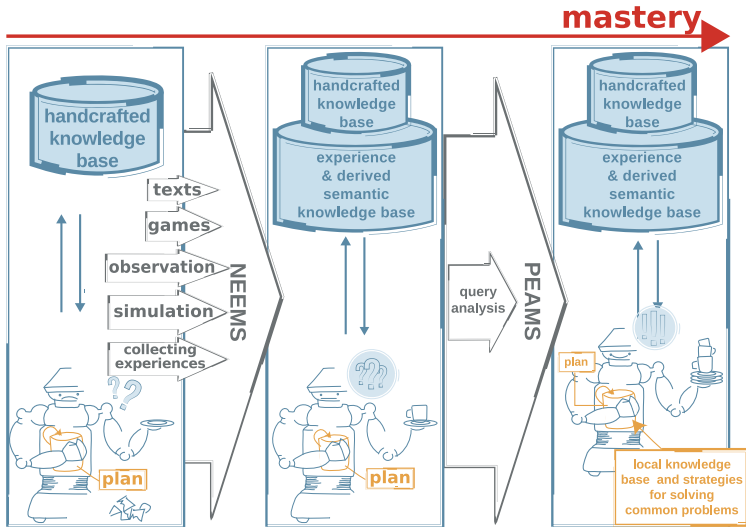 mastery
handcrafted
knowledge
base
texts
games
observation
simulation
collecting
experiences
NEEMS
? ?
plan
handcrafted
knowledge
base
experience
& derived
semantic
knowledge base
???
plan
query
analysis
PEAMS
handcrafted
knowledge
base
experience
& derived
semantic
knowledge base
!!!
plan
local knowledge
base and strategies
for solving
common problems